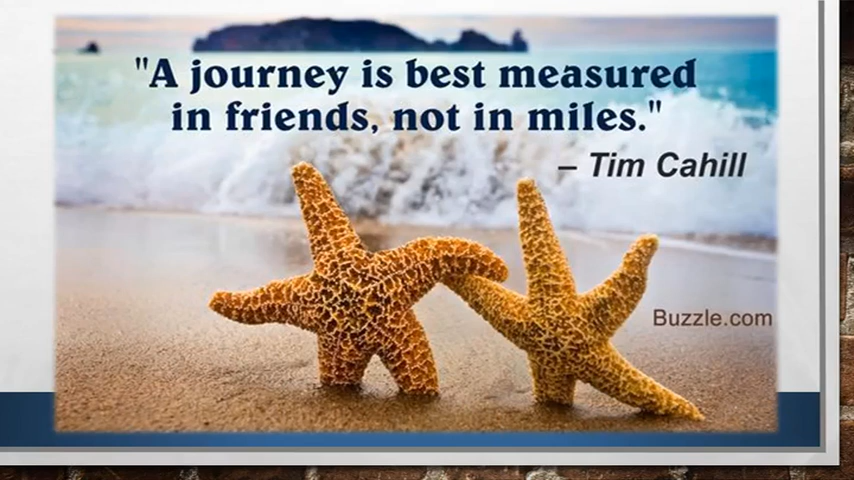 "A journey is best measured
in friends, not in miles."
– Tim Cahill
Buzzle.com